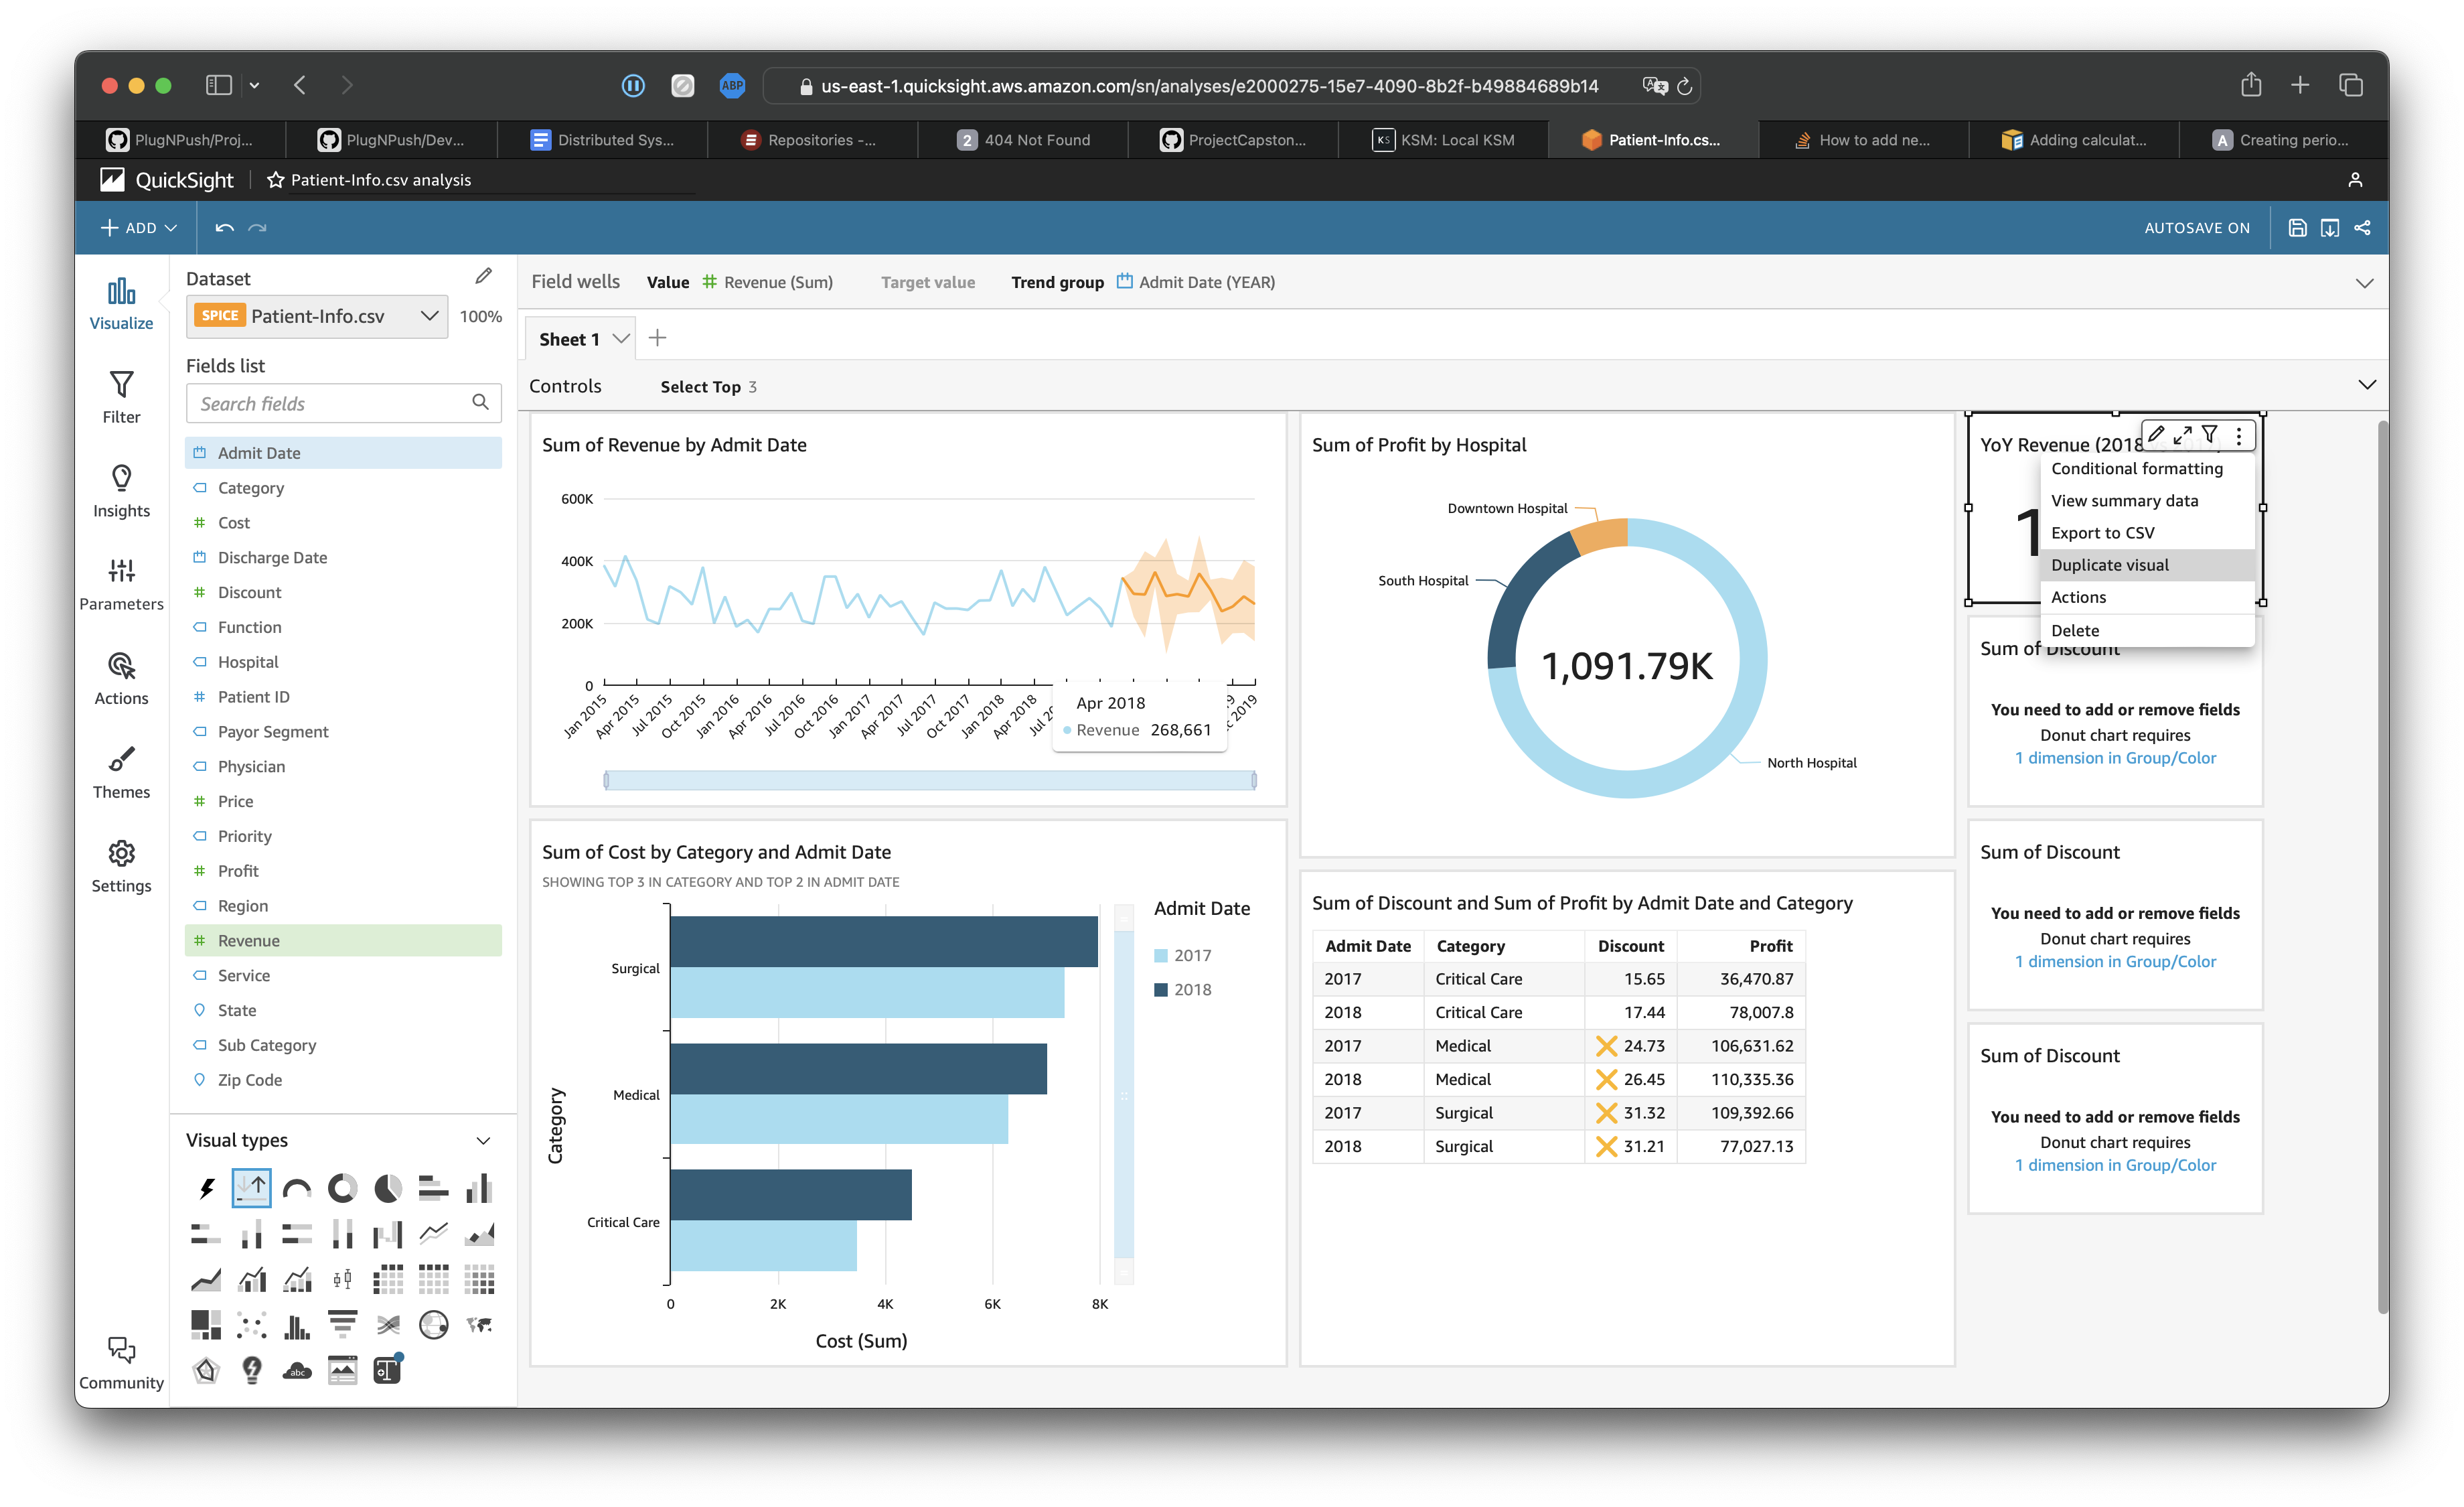 ABP
us-east-1.quicksight.aws.amazon.com/sn/analyses/e2000275-15e7-4090-8b2f-b49884689b14
PlugNPush/Proj...
PlugNPush/Dev...
Distributed Sys...
Repositories -...
2 404 Not Found
ProjectCapston...
KS KSM: Local KSM
Patient-Info.cs...
How to add ne...
Adding calculat...
A Creating perio...
QuickSight
Patient-Info.csv analysis
ADD
AUTOSAVE ON
Visualize
Filter
Insights
Parameters
Actions
Themes
Settings
Community
Dataset
SPICE Patient-Info.csv
100%
Fields list
Search fields
Admit Date
Category
Cost
Discharge Date
Discount
Function
Hospital
Patient ID
Payor Segment
Physician
Price
Priority
Profit
Region
Revenue
Service
State
Sub Category
Zip Code
Visual types
abc
Field wells
Value # Revenue (Sum)
Target value
Trend group Admit Date (YEAR)
Sheet 1
Controls
Select Top 3
Sum of Revenue by Admit Date
600K
400K
200K
0
Jan 2015
Apr 2015
Jul 2015
Oct 2015
Jan 2016
Apr 2016
Jul 2016
Oct 2016
Jan 2017
Apr 2017
Jul 2017
Oct 2017
Jan 2018
Apr 2018
Apr 2018
Revenue 268,661
Sum of Profit by Hospital
Downtown Hospital
South Hospital
1,091.79K
North Hospital
YoY Revenue (2018
1
Conditional formatting
View summary data
Export to CSV
Duplicate visual
Actions
Delete
Sum of Discount
You need to add or remove fields
Donut chart requires
1 dimension in Group/Color
Sum of Discount
You need to add or remove fields
Donut chart requires
1 dimension in Group/Color
Sum of Discount
You need to add or remove fields
Donut chart requires
1 dimension in Group/Color
Sum of Cost by Category and Admit Date
SHOWING TOP 3 IN CATEGORY AND TOP 2 IN ADMIT DATE
Category
Surgical
Medical
Critical Care
0
2K
4K
6K
8K
Cost (Sum)
Admit Date
2017
2018
Sum of Discount and Sum of Profit by Admit Date and Category
Admit Date Category Discount Profit
2017 Critical Care 15.65 36,470.87
2018 Critical Care 17.44 78,007.8
2017 Medical 24.73 106,631.62
2018 Medical 26.45 110,335.36
2017 Surgical 31.32 109,392.66
2018 Surgical 31.21 77,027.13